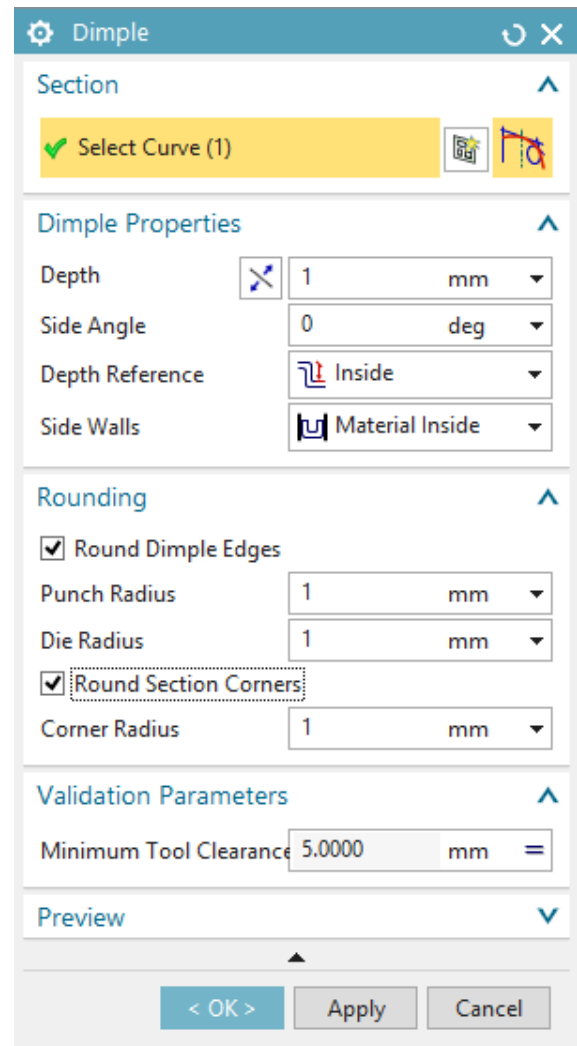 Dimple
Section
Select Curve (1)
Dimple Properties
Depth 1 mm
Side Angle 0 deg
Depth Reference Inside
Side Walls Material Inside
Rounding
Round Dimple Edges
Punch Radius 1 mm
Die Radius 1 mm
Round Section Corners
Corner Radius 1 mm
Validation Parameters
Minimum Tool Clearance 5.0000 mm =
Preview
< OK > Apply Cancel